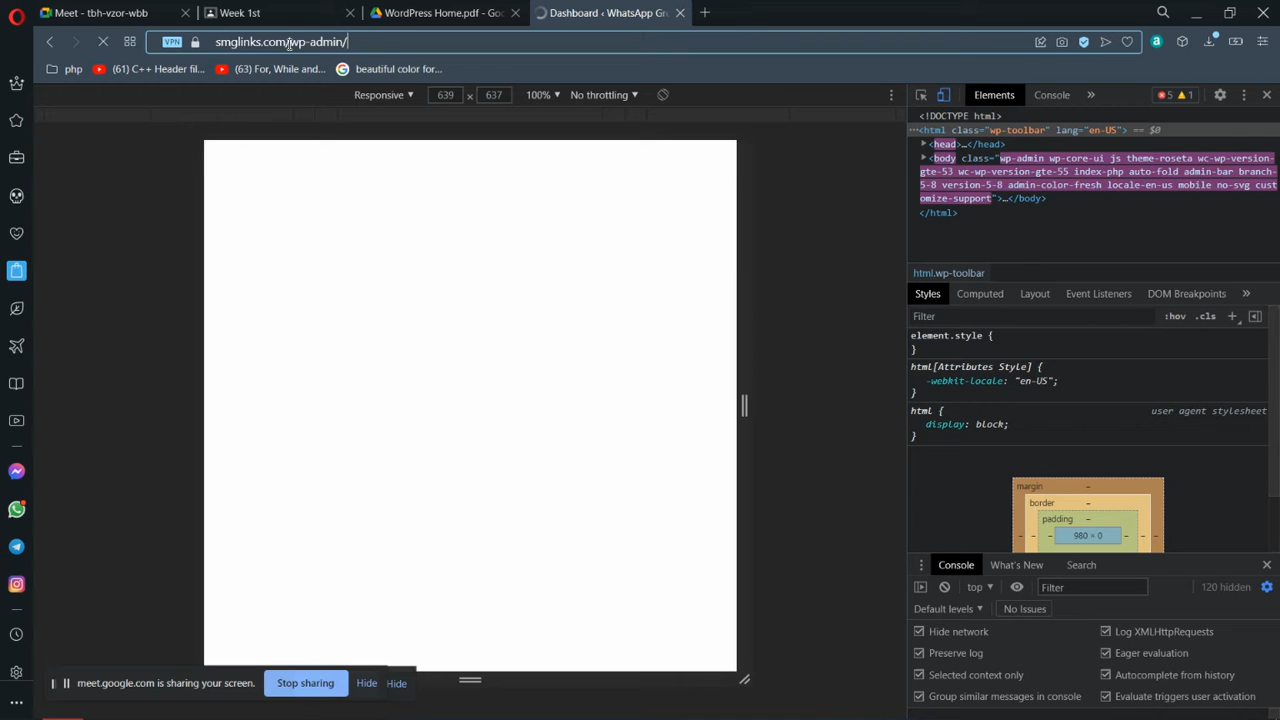 Meet - tbh-vzor-wbb
Week 1st
WordPress Home.pdf - Goo
Dashboard ‹ WhatsApp Gro
VPN
smglinks.com/wp-admin/
php
(61) C++ Header fil...
(63) For, While and...
beautiful color for...
Responsive
639 × 637
100%
No throttling
Elements
Console
»
5
1
<!DOCTYPE html>
<html class="wp-toolbar" lang="en-US"> == $0
<head>…</head>
<body class="wp-admin wp-core-ui js theme-roseta wc-wp-version-
gte-53 wc-wp-version-gte-55 index-php auto-fold admin-bar branch-
5-8 version-5-8 admin-color-fresh locale-en-us mobile no-svg cust
omize-support">…</body>
</html>
html.wp-toolbar
Styles
Computed
Layout
Event Listeners
DOM Breakpoints
»
Filter
:hov .cls +
element.style {
}
html[Attributes Style] {
-webkit-locale: "en-US";
}
html {
user agent stylesheet
display: block;
}
margin -
border -
padding -
- - - 980 × 0 - - -
Console
What's New
Search
top
Filter
120 hidden
Default levels
No Issues
Hide network
Log XMLHttpRequests
Preserve log
Eager evaluation
Selected context only
Autocomplete from history
Group similar messages in console
Evaluate triggers user activation
meet.google.com is sharing your screen.
Stop sharing
Hide
Hide